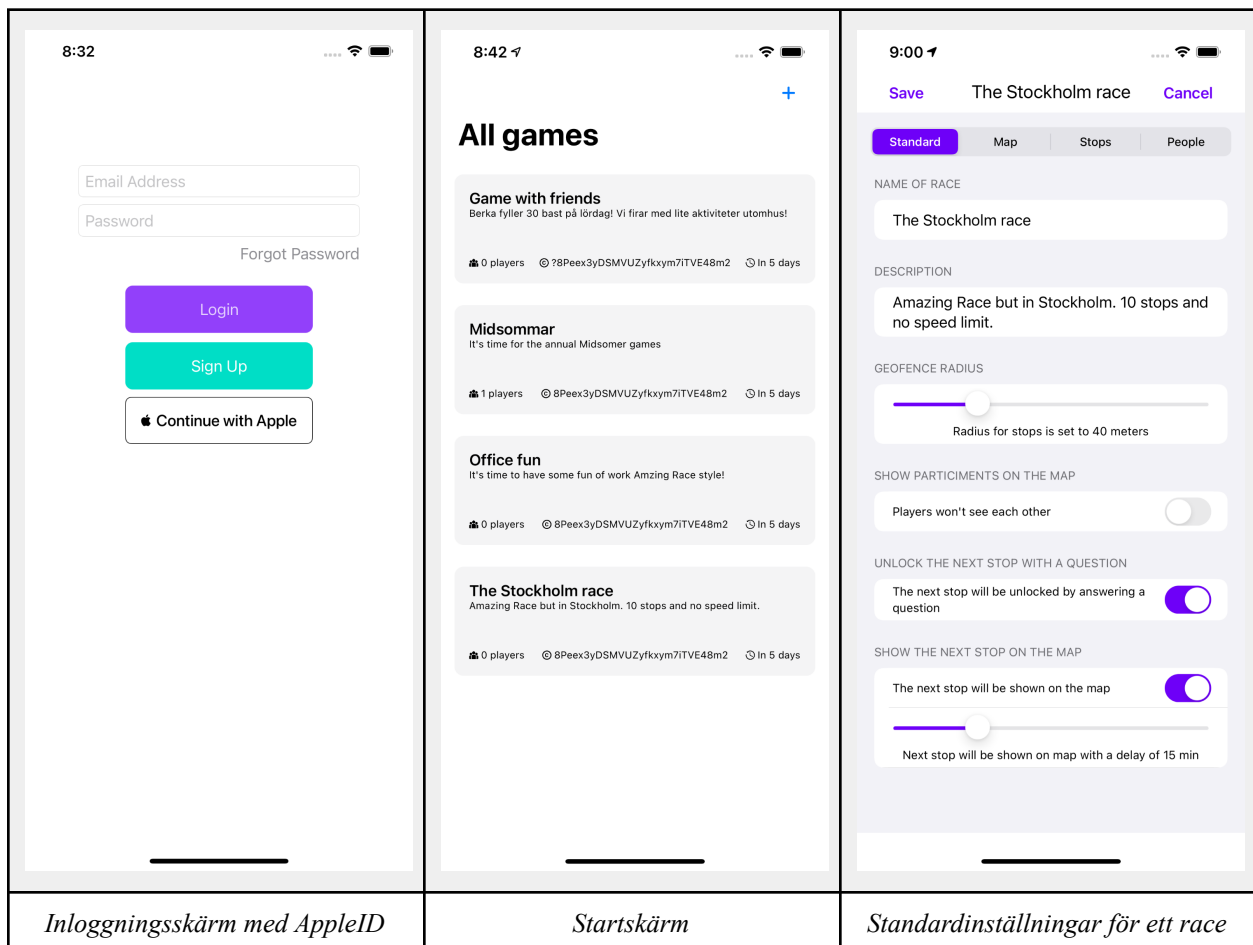 8:32
Email Address
Password
Forgot Password
Login
Sign Up
Continue with Apple
Inloggningsskärm med AppleID
8:42
+
All games
Game with friends
Berka fyller 30 bast på lördag! Vi firar med lite aktiviteter utomhus!
0 players © ?8Peex3yDSMVUZyfkxym7iTVE48m2 In 5 days
Midsommar
It's time for the annual Midsomer games
1 players © 8Peex3yDSMVUZyfkxym7iTVE48m2 In 5 days
Office fun
It's time to have some fun of work Amzing Race style!
0 players © 8Peex3yDSMVUZyfkxym7iTVE48m2 In 5 days
The Stockholm race
Amazing Race but in Stockholm. 10 stops and no speed limit.
0 players © 8Peex3yDSMVUZyfkxym7iTVE48m2 In 5 days
Startskärm
9:00
Save The Stockholm race Cancel
Standard Map Stops People
NAME OF RACE
The Stockholm race
DESCRIPTION
Amazing Race but in Stockholm. 10 stops and
no speed limit.
GEOFENCE RADIUS
Radius for stops is set to 40 meters
SHOW PARTICIMENTS ON THE MAP
Players won't see each other
UNLOCK THE NEXT STOP WITH A QUESTION
The next stop will be unlocked by answering a
question
SHOW THE NEXT STOP ON THE MAP
The next stop will be shown on the map
Next stop will be shown on map with a delay of 15 min
Standardinställningar för ett race